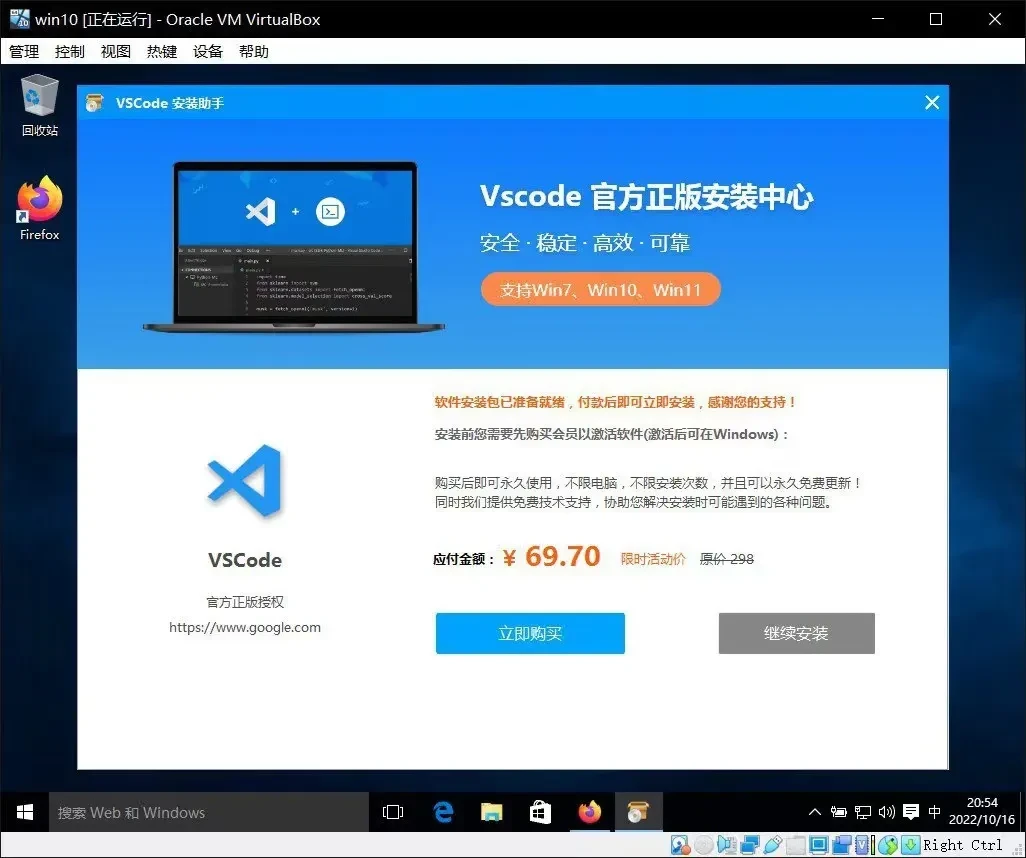 win10 [正在运行] - Oracle VM VirtualBox
管理 控制 视图 热键 设备 帮助
回收站
Firefox
VSCode 安装助手
Vscode 官方正版安装中心
安全 · 稳定 · 高效 · 可靠
支持Win7、Win10、Win11
软件安装包已准备就绪，付款后即可立即安装，感谢您的支持！
安装前您需要先购买会员以激活软件(激活后可在Windows)：
购买后即可永久使用，不限电脑，不限安装次数，并且可以永久免费更新！
同时我们提供免费技术支持，协助您解决安装时可能遇到的各种问题。
VSCode
官方正版授权
https://www.google.com
应付金额： ¥ 69.70 限时活动价 原价 298
立即购买
继续安装
搜索 Web 和 Windows
中
20:54
2022/10/16
Right Ctrl